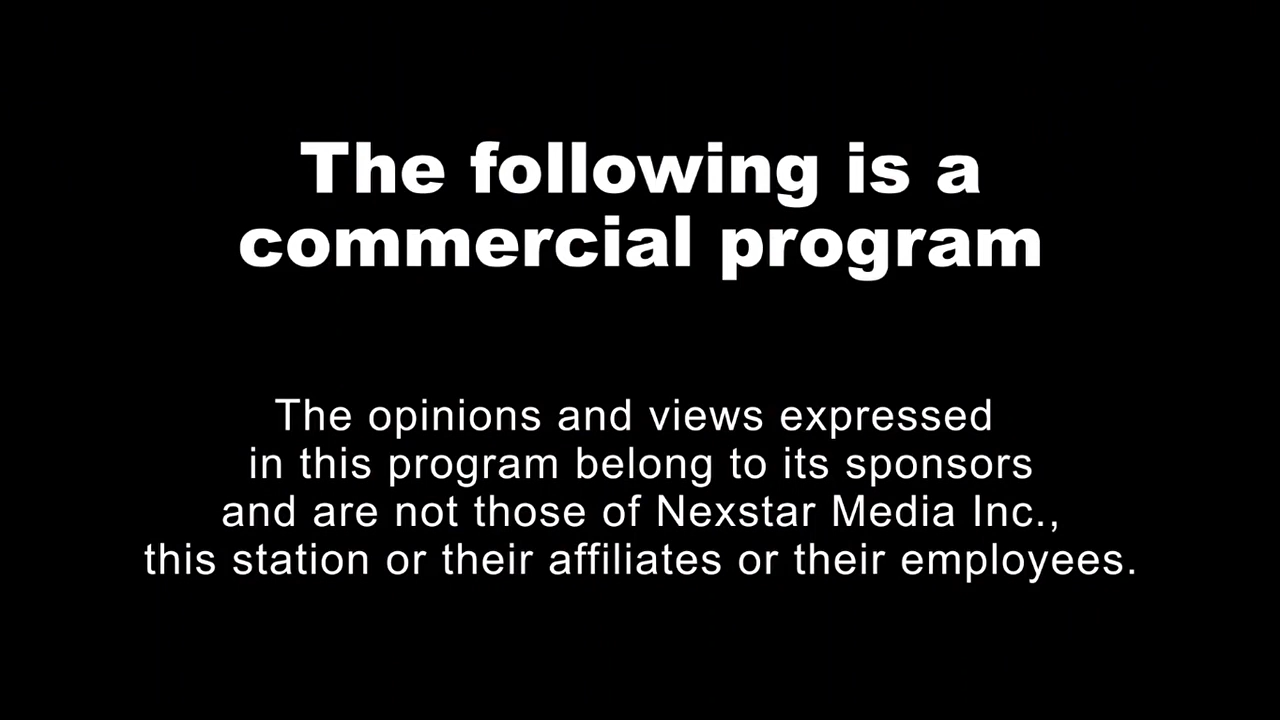 The following is a
commercial program
The opinions and views expressed
in this program belong to its sponsors
and are not those of Nexstar Media Inc.,
this station or their affiliates or their employees.